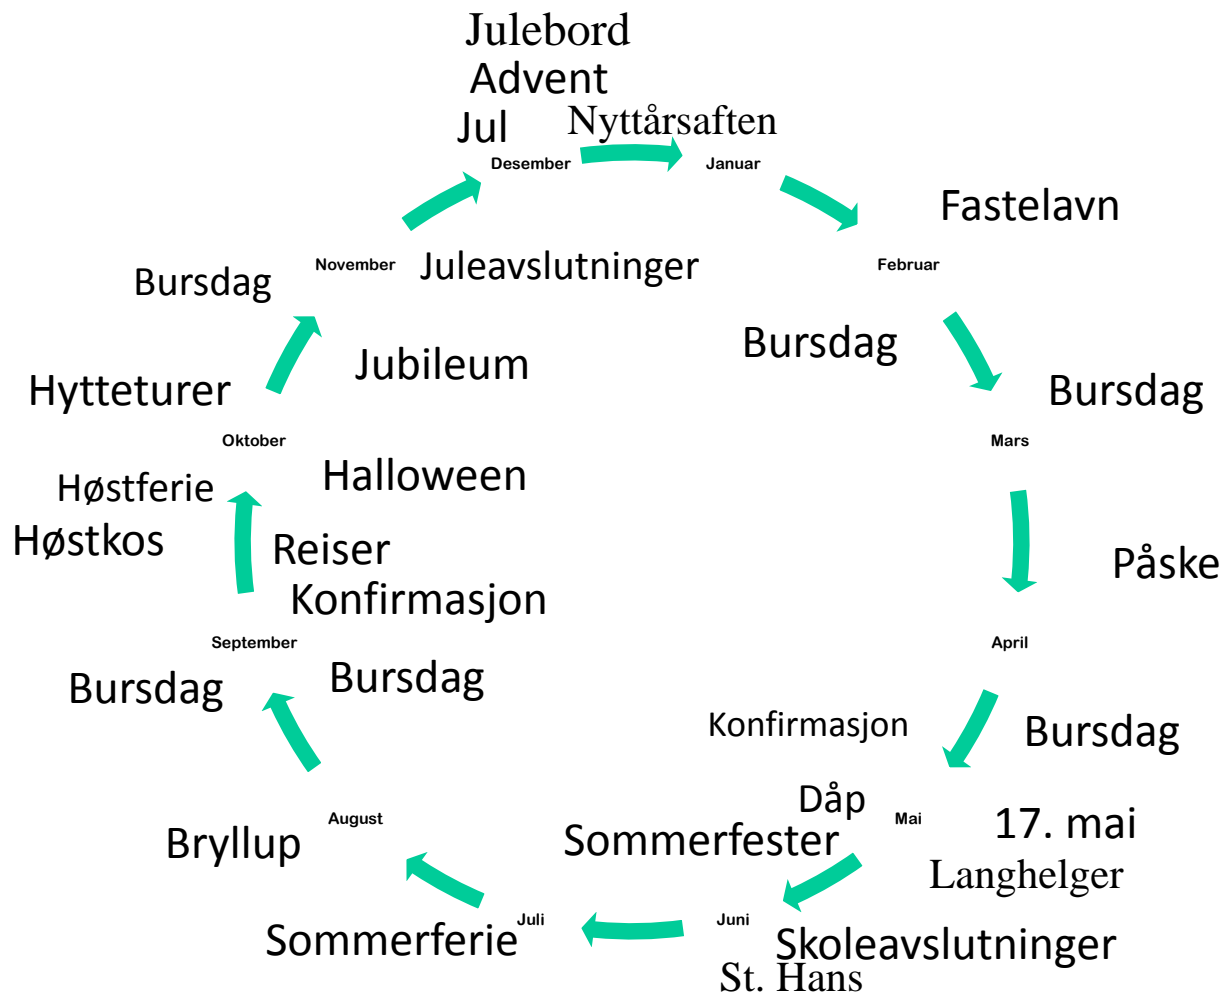 Julebord
Advent
Jul
Nyttårsaften
Desember
Januar
Fastelavn
Bursdag
November
Juleavslutninger
Februar
Bursdag
Jubileum
Hytteturer
Bursdag
Oktober
Mars
Høstferie
Halloween
Høstkos
Reiser
Påske
Konfirmasjon
September
April
Bursdag
Bursdag
Konfirmasjon
Bursdag
Dåp
August
Mai
17. mai
Bryllup
Sommerfester
Langhelger
Sommerferie
Juli
Juni
Skoleavslutninger
St. Hans